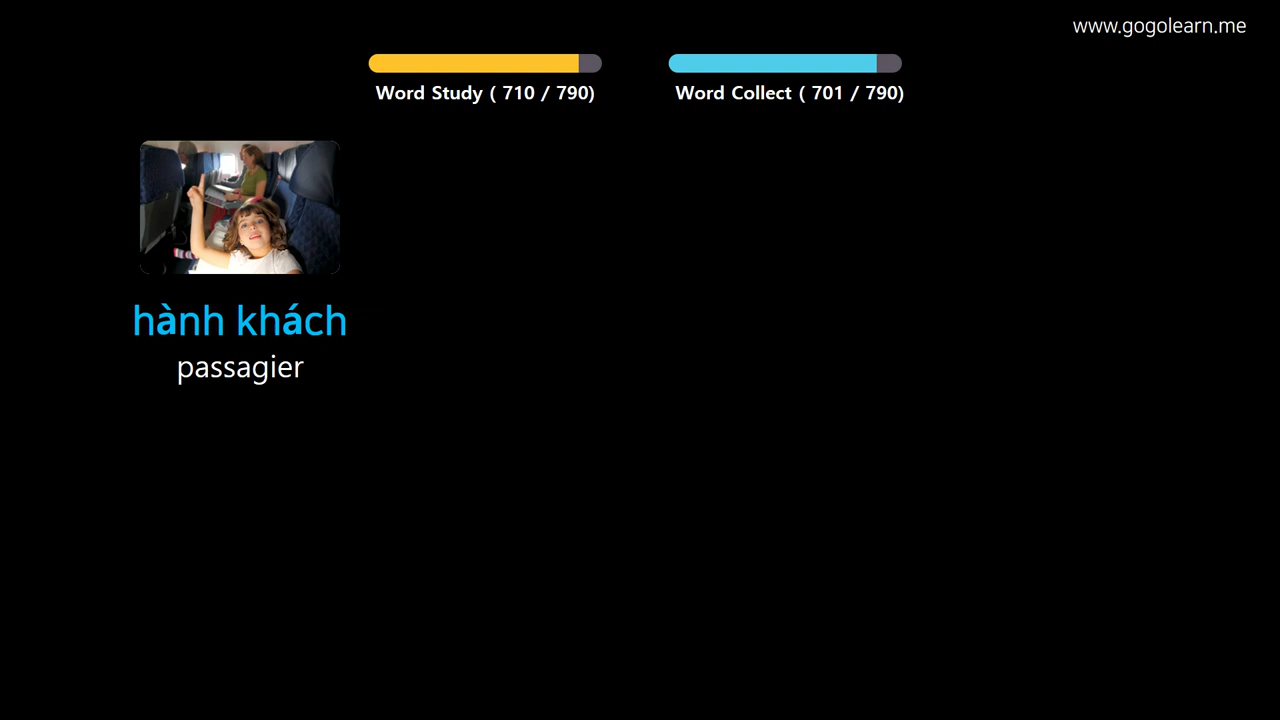 www.gogolearn.me
Word Study ( 710 / 790)
Word Collect ( 701 / 790)
hành khách
passagier